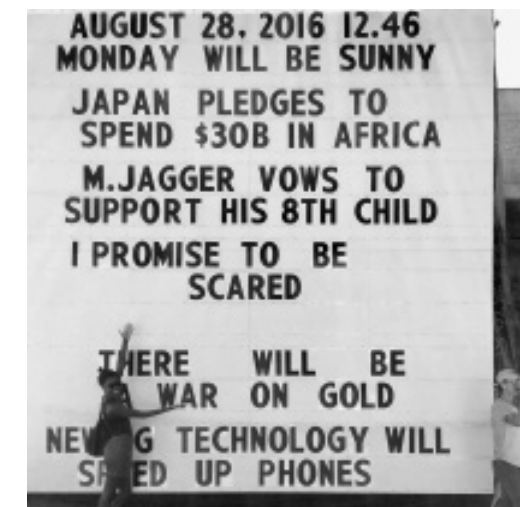 AUGUST 28. 2016 12.46
MONDAY WILL BE SUNNY
JAPAN PLEDGES TO
SPEND $30B IN AFRICA
M.JAGGER VOWS TO
SUPPORT HIS 8TH CHILD
I PROMISE TO BE
SCARED
THERE WILL BE
A WAR ON GOLD
TECHNOLOGY WILL
UP PHONES